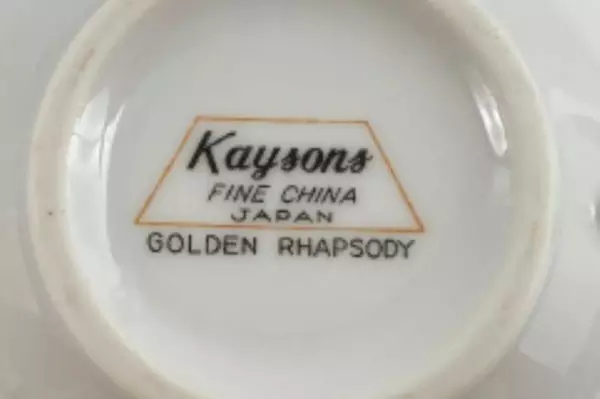 Kaysons
FINE CHINA
JAPAN
GOLDEN RHAPSODY